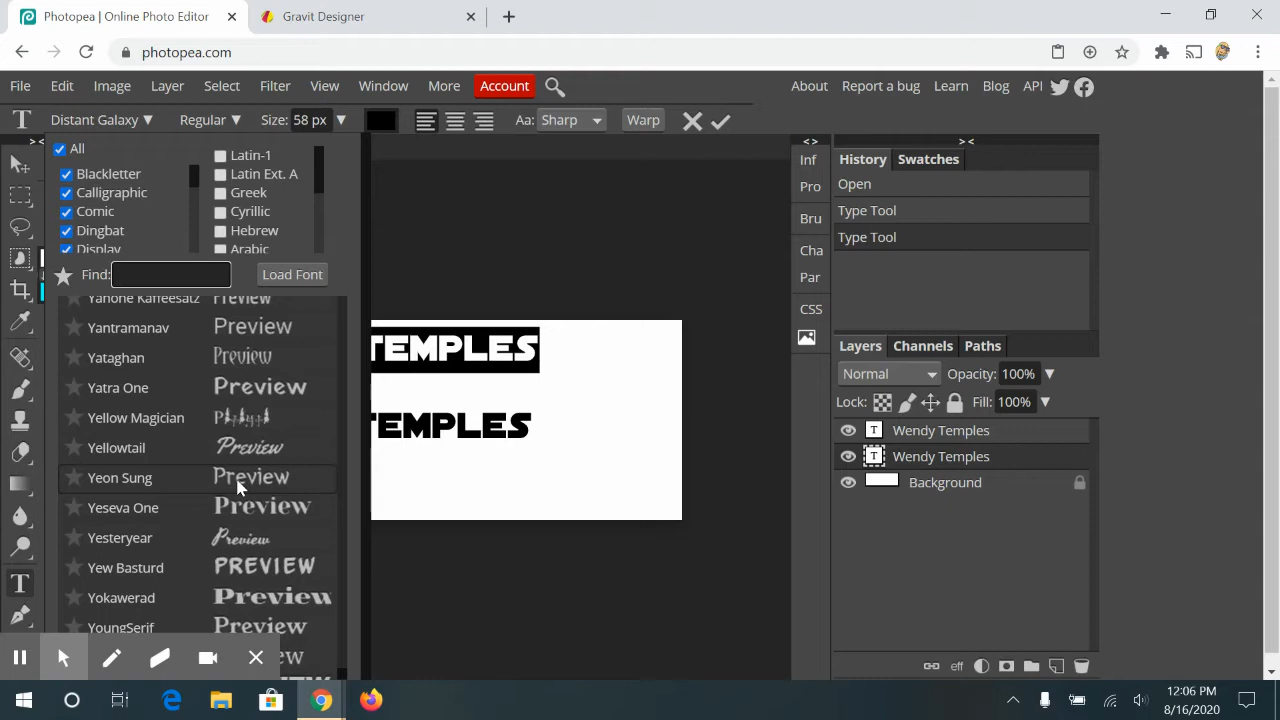 Photopea | Online Photo Editor
Gravit Designer
photopea.com
File Edit Image Layer Select Filter View Window More Account
About Report a bug Learn Blog API
Distant Galaxy Regular Size: 58 px Aa: Sharp Warp
All
Blackletter
Calligraphic
Comic
Dingbat
Display
Latin-1
Latin Ext. A
Greek
Cyrillic
Hebrew
Arabic
Find: Load Font
Yanone Kaffeesatz Preview
Yantramanav Preview
Yataghan Preview
Yatra One Preview
Yellow Magician Preview
Yellowtail Preview
Yeon Sung Preview
Yeseva One Preview
Yesteryear Preview
Yew Basturd PREVIEW
Yokawerad Preview
YoungSerif Preview
TEMPLES
TEMPLES
Inf
Pro
Bru
Cha
Par
CSS
History Swatches
Open
Type Tool
Type Tool
Layers Channels Paths
Normal Opacity: 100%
Lock: Fill: 100%
T Wendy Temples
T Wendy Temples
Background
eff
12:06 PM
8/16/2020